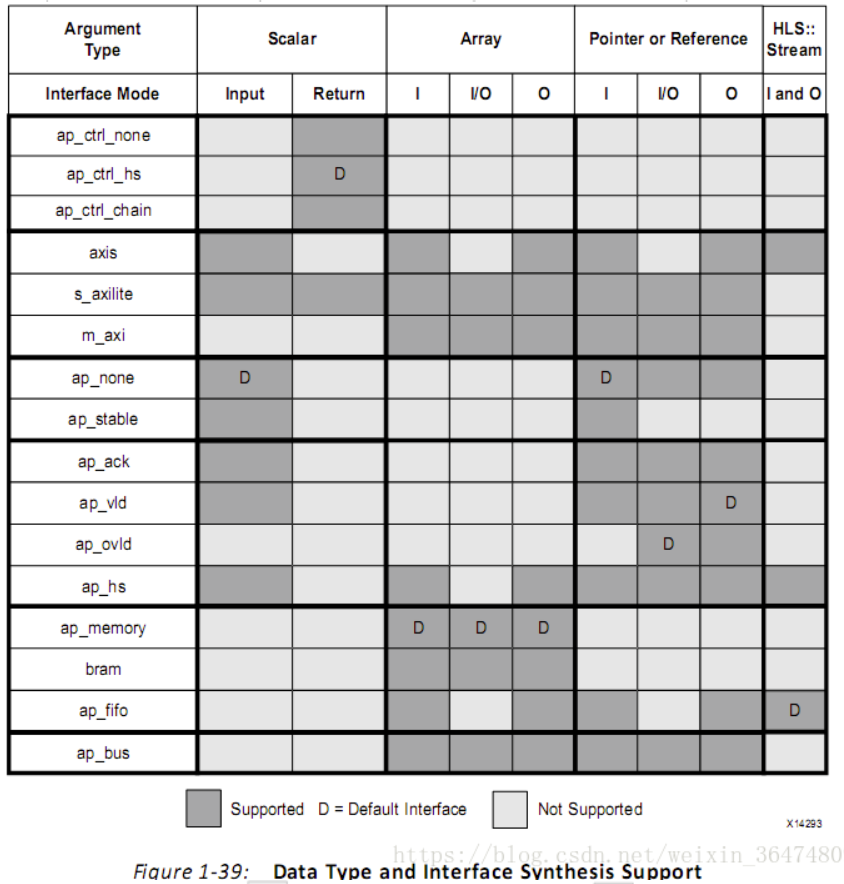 Argument Type Scalar Array Pointer or Reference HLS:: Stream
Interface Mode Input Return I I/O O I I/O O I and O
ap_ctrl_none
ap_ctrl_hs D
ap_ctrl_chain
axis
s_axilite
m_axi
ap_none D D
ap_stable
ap_ack
ap_vld D
ap_ovld D
ap_hs
ap_memory D D D
bram
ap_fifo D
ap_bus
Supported D = Default Interface Not Supported
X14293
https://blog.csdn.net/weixin_3647480
Figure 1-39: Data Type and Interface Synthesis Support